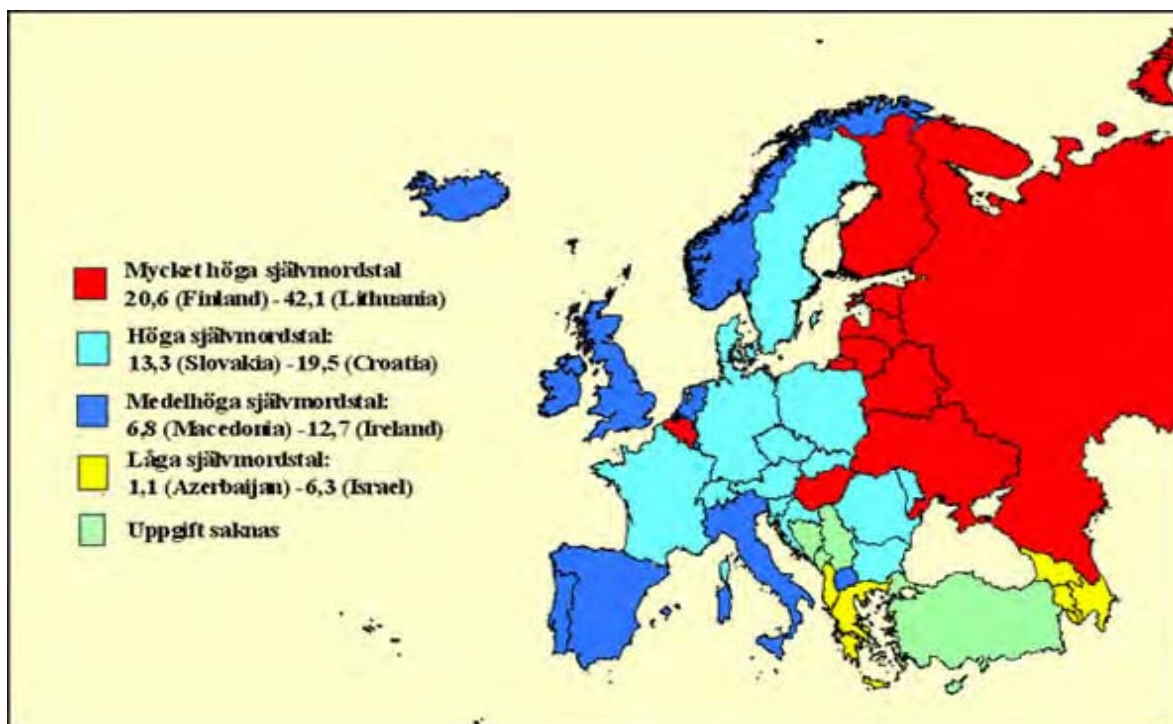 Mycket höga självmordstal
20,6 (Finland) - 42,1 (Lithuania)
Höga självmordstal:
13,3 (Slovakia) - 19,5 (Croatia)
Medelhöga självmordstal:
6,8 (Macedonia) - 12,7 (Ireland)
Låga självmordstal:
1,1 (Azerbaijan) - 6,3 (Israel)
Uppgift saknas